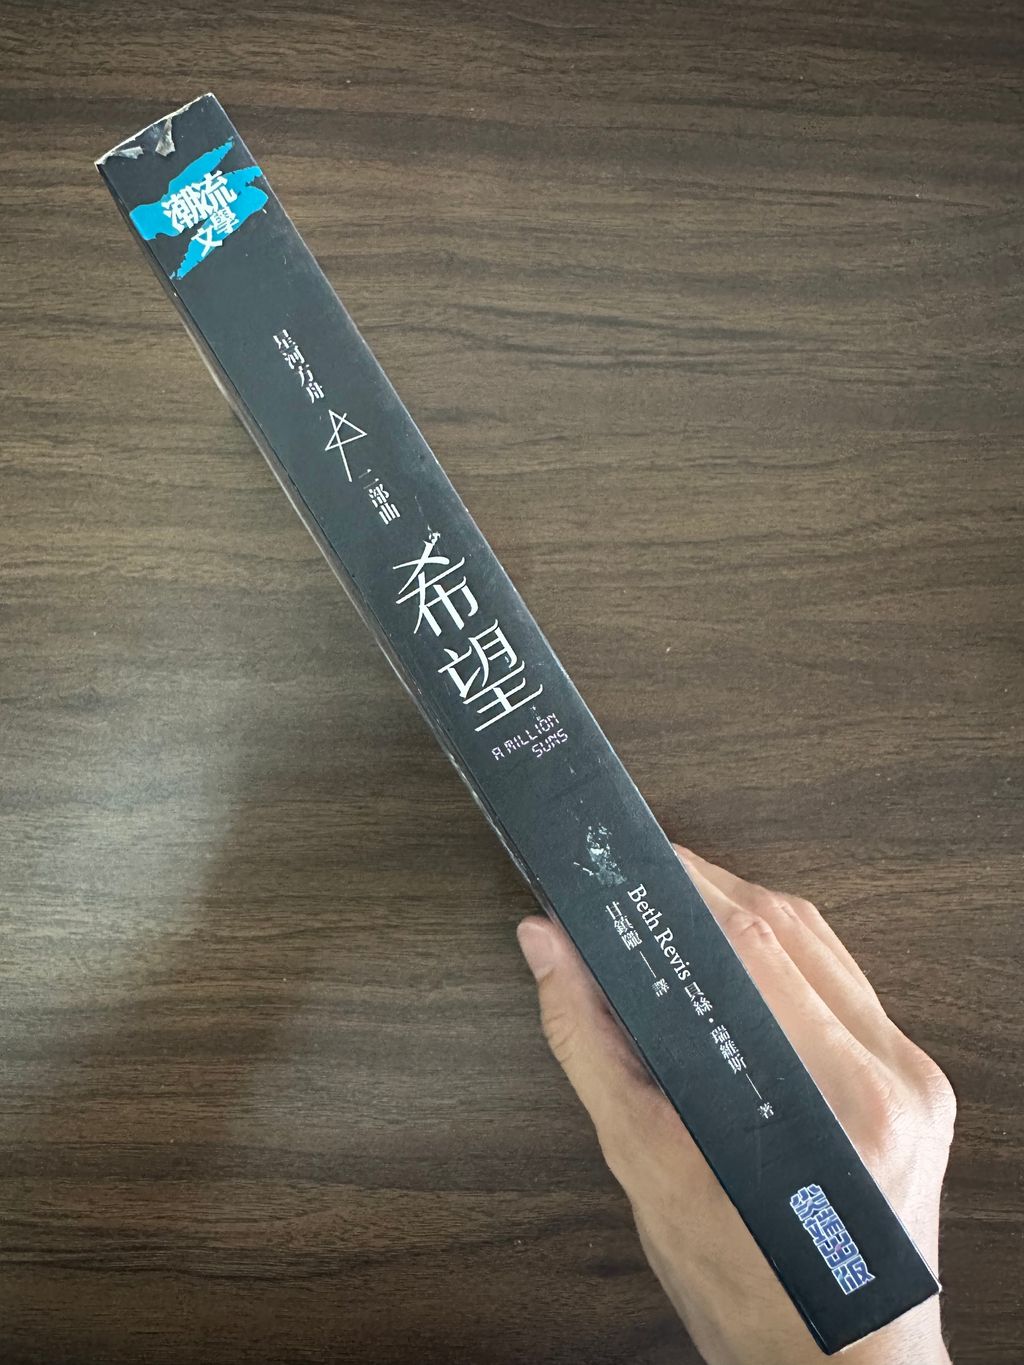 潮流
文學
星河方舟
二部曲
希望
A MILLION
SUNS
Beth Revis 貝絲・瑞維斯——著
甘鎮隴——譯
尖端出版